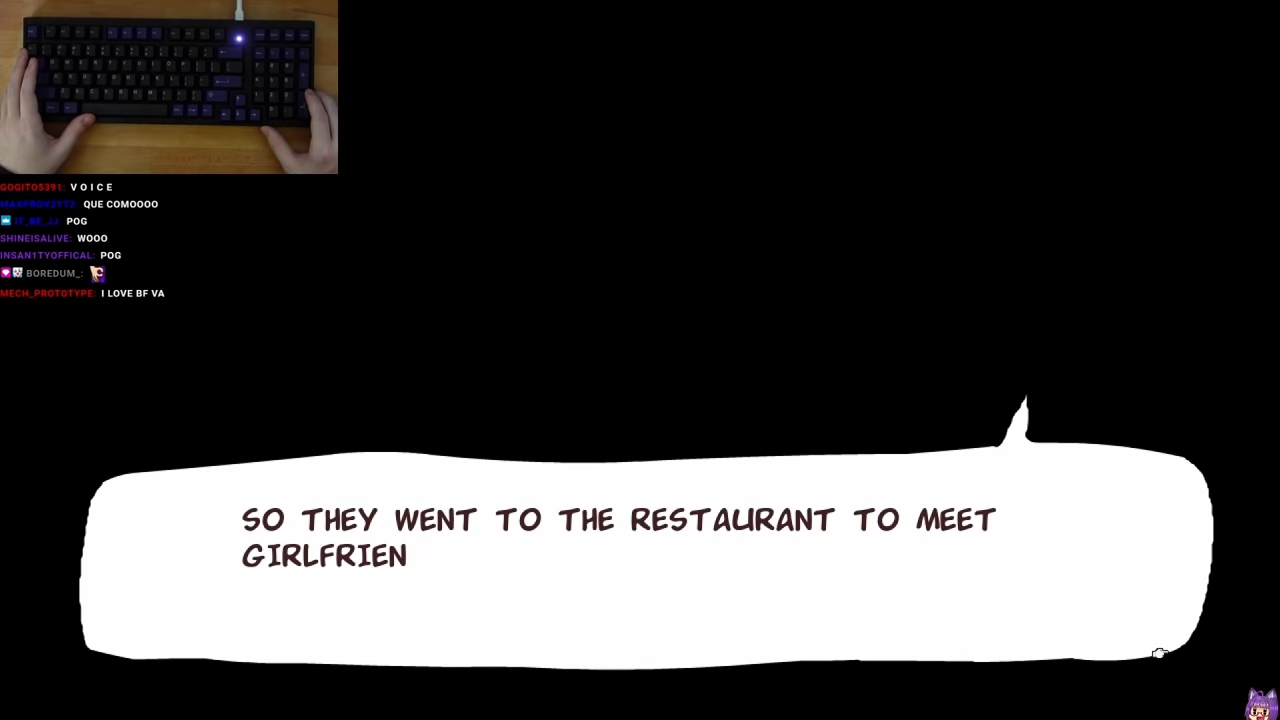 GOGITO5391: V O I C E
QUE COMOOOO
IT_BE_JJ: POG
SHINEISALIVE: WOOO
INSAN1TYOFFICAL: POG
BOREDUM_:
MECH_PROTOTYPE: I LOVE BF VA
SO THEY WENT TO THE RESTAURANT TO MEET
GIRLFRIEN